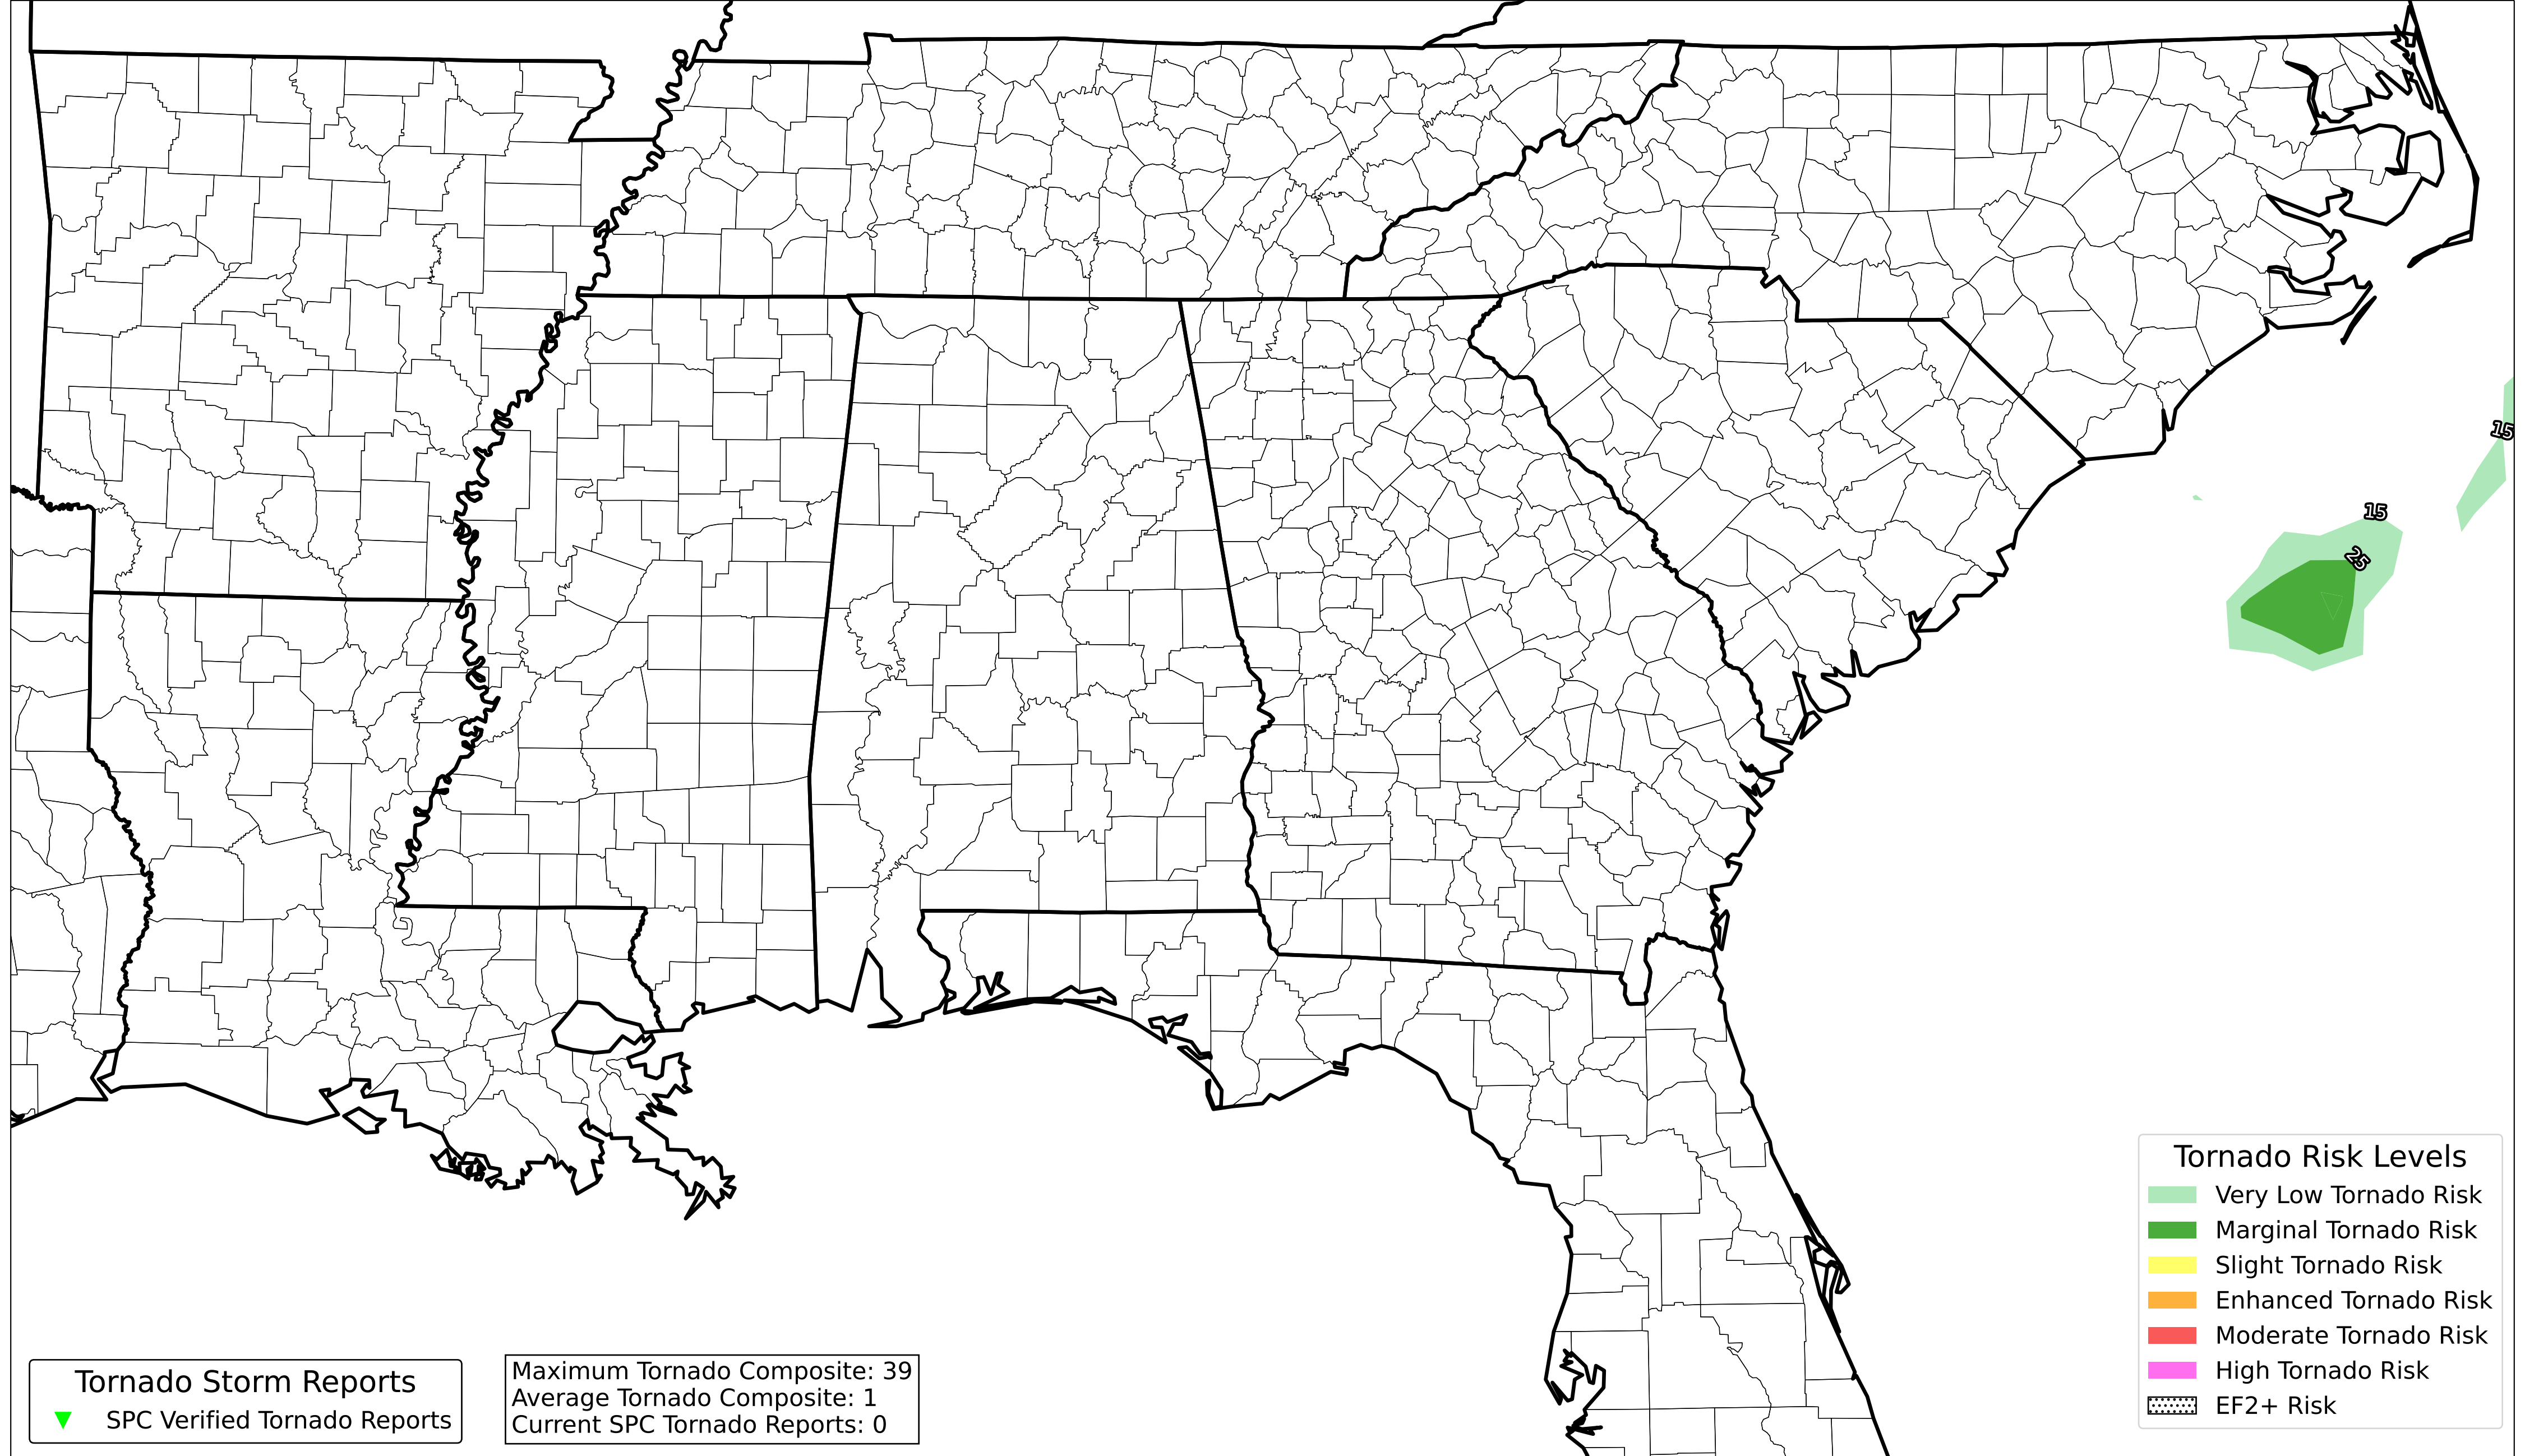 15
15
25
Tornado Risk Levels
Very Low Tornado Risk
Marginal Tornado Risk
Slight Tornado Risk
Enhanced Tornado Risk
Moderate Tornado Risk
High Tornado Risk
EF2+ Risk
Tornado Storm Reports
SPC Verified Tornado Reports
Maximum Tornado Composite: 39
Average Tornado Composite: 1
Current SPC Tornado Reports: 0